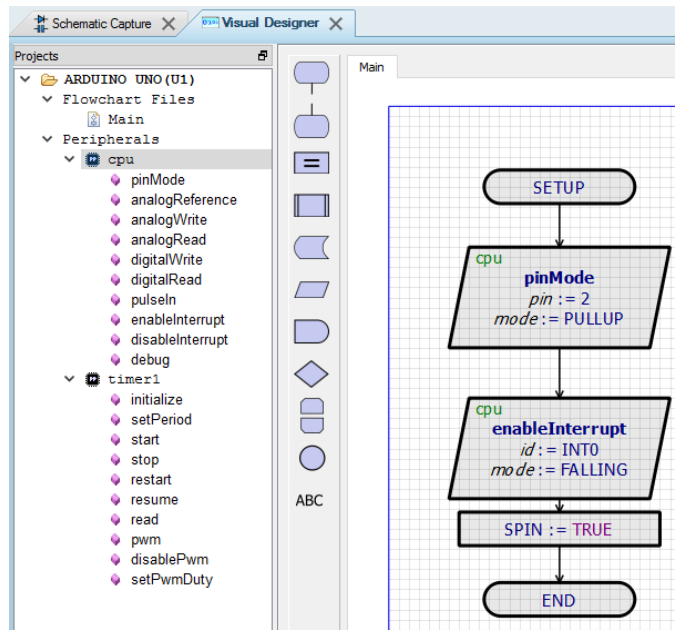 Schematic Capture
Visual Designer
Projects
ARDUINO UNO(U1)
Flowchart Files
Main
Peripherals
cpu
pinMode
analogReference
analogWrite
analogRead
digitalWrite
digitalRead
pulseIn
enableInterrupt
disableInterrupt
debug
timer1
initialize
setPeriod
start
stop
restart
resume
read
pwm
disablePwm
setPwmDuty
=
ABC
Main
SETUP
cpu
pinMode
pin := 2
mode := PULLUP
cpu
enableInterrupt
id := INT0
mode := FALLING
SPIN := TRUE
END